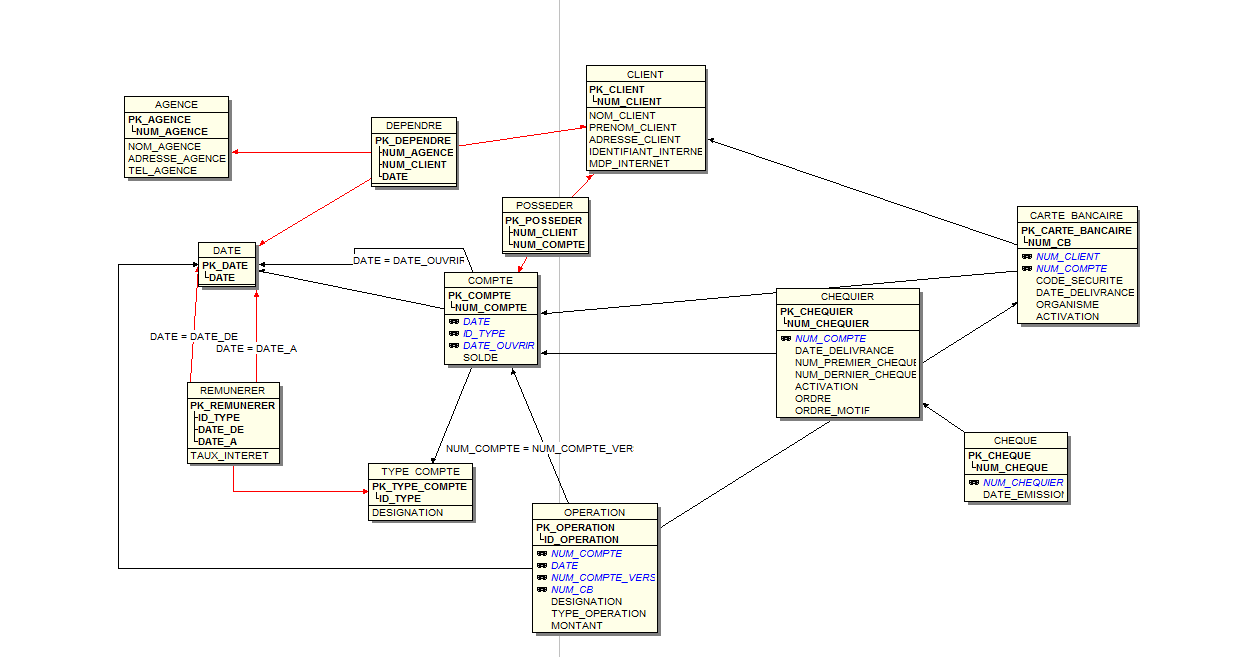 CLIENT
PK_CLIENT
NUM_CLIENT
NOM_CLIENT
PRENOM_CLIENT
ADRESSE_CLIENT
IDENTIFIANT_INTERNE
MDP_INTERNET
AGENCE
PK_AGENCE
NUM_AGENCE
NOM_AGENCE
ADRESSE_AGENCE
TEL_AGENCE
DEPENDRE
PK_DEPENDRE
NUM_AGENCE
NUM_CLIENT
DATE
POSSEDER
PK_POSSEDER
NUM_CLIENT
NUM_COMPTE
CARTE BANCAIRE
PK_CARTE_BANCAIRE
NUM_CB
NUM_CLIENT
NUM_COMPTE
CODE_SECURITE
DATE_DELIVRANCE
ORGANISME
ACTIVATION
DATE
PK_DATE
DATE
DATE = DATE_OUVRIR
COMPTE
PK_COMPTE
NUM_COMPTE
DATE
ID_TYPE
DATE_OUVRIR
SOLDE
CHEQUIER
PK_CHEQUIER
NUM_CHEQUIER
NUM_COMPTE
DATE_DELIVRANCE
NUM_PREMIER_CHEQUE
NUM_DERNIER_CHEQUE
ACTIVATION
ORDRE
ORDRE_MOTIF
DATE = DATE_DE
DATE = DATE_A
REMUNERER
PK_REMUNERER
ID_TYPE
DATE_DE
DATE_A
TAUX_INTERET
NUM_COMPTE = NUM_COMPTE_VER
CHEQUE
PK_CHEQUE
NUM_CHEQUE
NUM_CHEQUIER
DATE_EMISSION
TYPE COMPTE
PK_TYPE_COMPTE
ID_TYPE
DESIGNATION
OPERATION
PK_OPERATION
ID_OPERATION
NUM_COMPTE
DATE
NUM_COMPTE_VERS
NUM_CB
DESIGNATION
TYPE_OPERATION
MONTANT